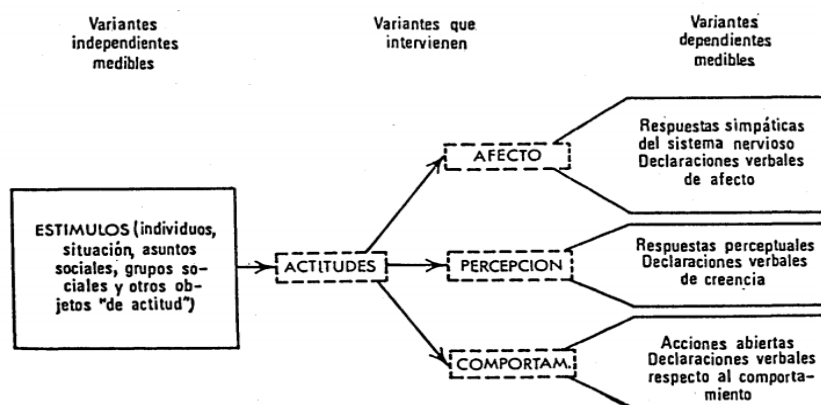 Variantes
independientes
medibles
Variantes que
intervienen
Variantes
dependientes
medibles
ESTIMULOS (individuos,
situación, asuntos
sociales, grupos so-
ciales y otros ob-
jetos "de actitud")
ACTITUDES
AFECTO
PERCEPCION
COMPORTAM.
Respuestas simpáticas
del sistema nervioso
Declaraciones verbales
de afecto
Respuestas perceptuales
Declaraciones verbales
de creencia
Acciones abiertas
Declaraciones verbales
respecto al comporta-
miento